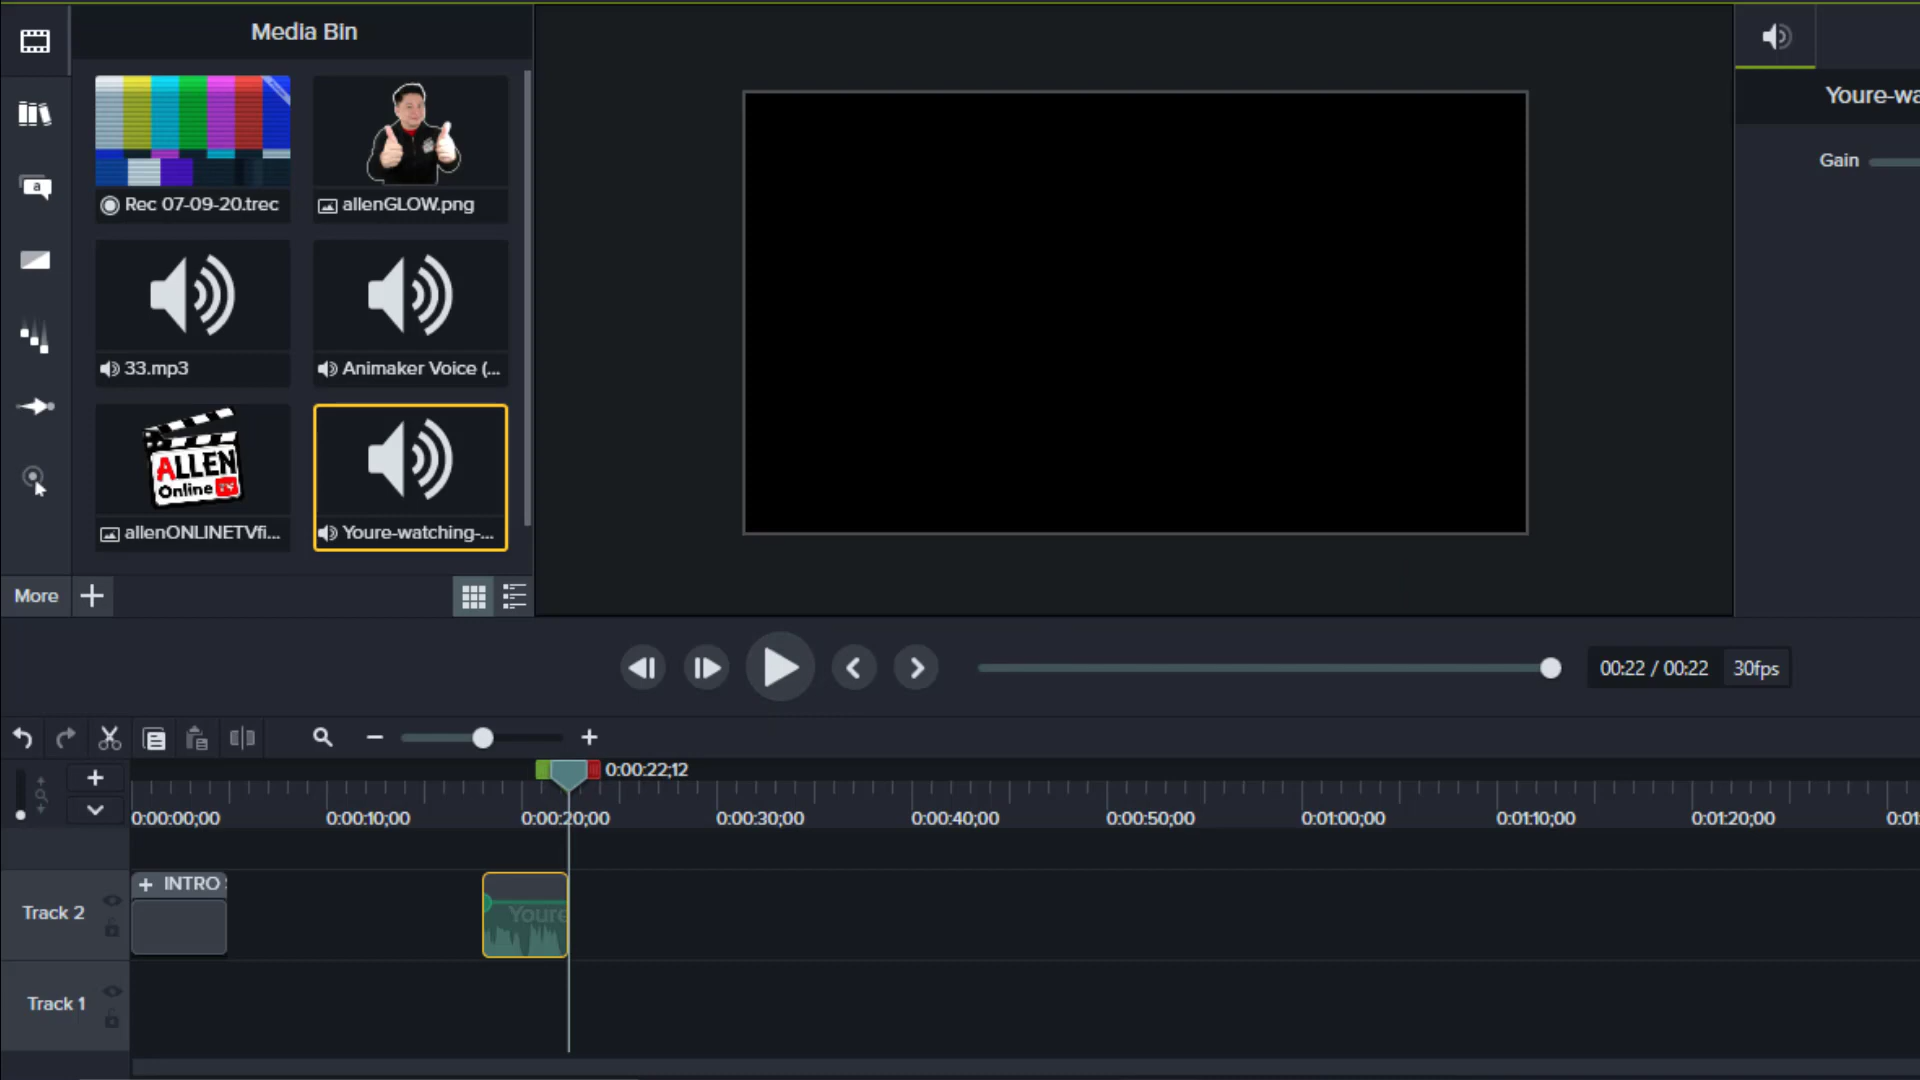 Media Bin
Youre-wa
Gain
a
Rec 07-09-20.trec
allenGLOW.png
33.mp3
Animaker Voice (...
ALLEN
Online TV
allenONLINETVfi...
Youre-watching-...
More
00:22 / 00:22
30fps
0:00:22;12
0:00:00;00
0:00:10;00
0:00:20;00
0:00:30;00
0:00:40;00
0:00:50;00
0:01:00;00
0:01:10;00
0:01:20;00
0:01
INTRO
Track 2
Youre
Track 1